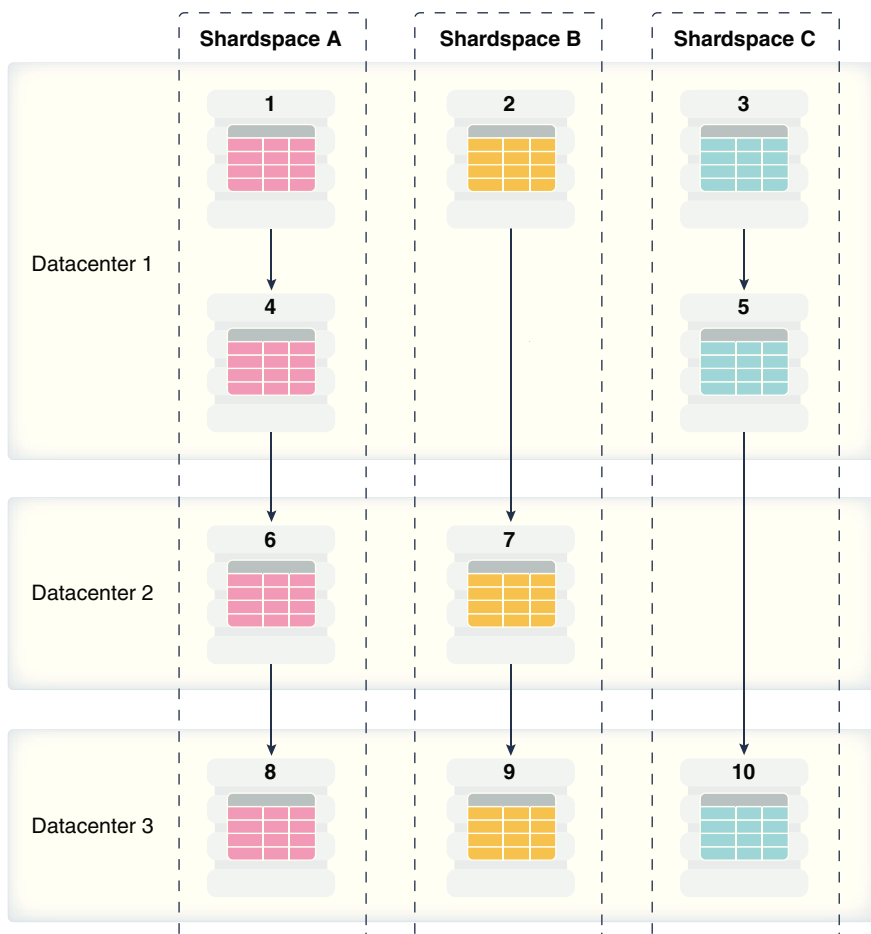 Shardspace A
Shardspace B
Shardspace C
1
2
3
Datacenter 1
4
5
6
7
Datacenter 2
8
9
10
Datacenter 3